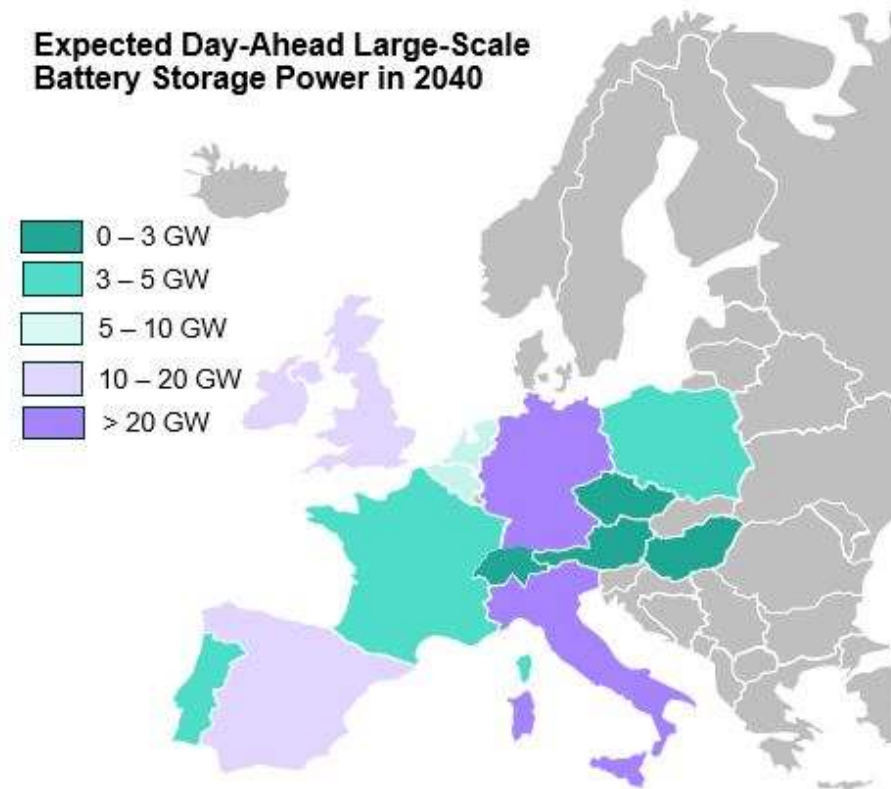 Expected Day-Ahead Large-Scale
Battery Storage Power in 2040
0 – 3 GW
3 – 5 GW
5 – 10 GW
10 – 20 GW
> 20 GW